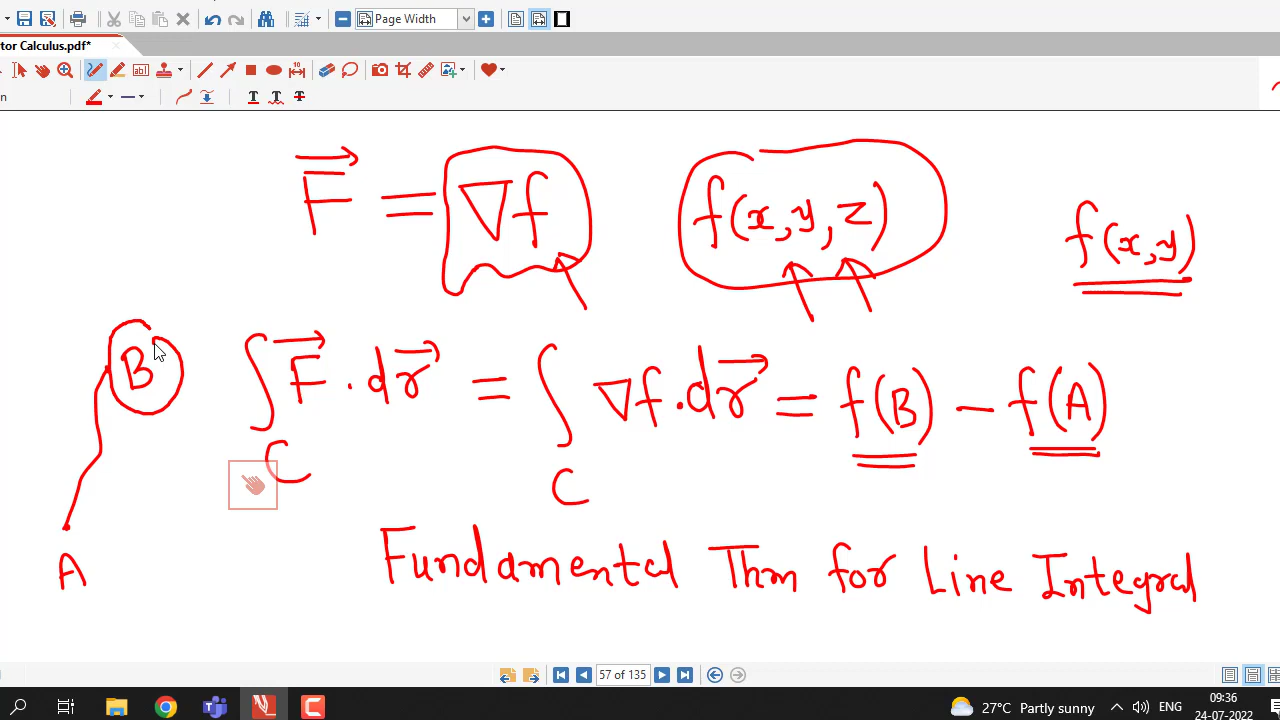 Page Width
tor Calculus.pdf*
n
F⃗ = ∇f f(x,y,z) f(x,y)
B ∫ F⃗ . dr⃗ = ∫ ∇f . dr⃗ = f(B) − f(A)
C C
A Fundamental Thm for Line Integral
57 of 135
27°C Partly sunny ENG 09:36
24-07-2022